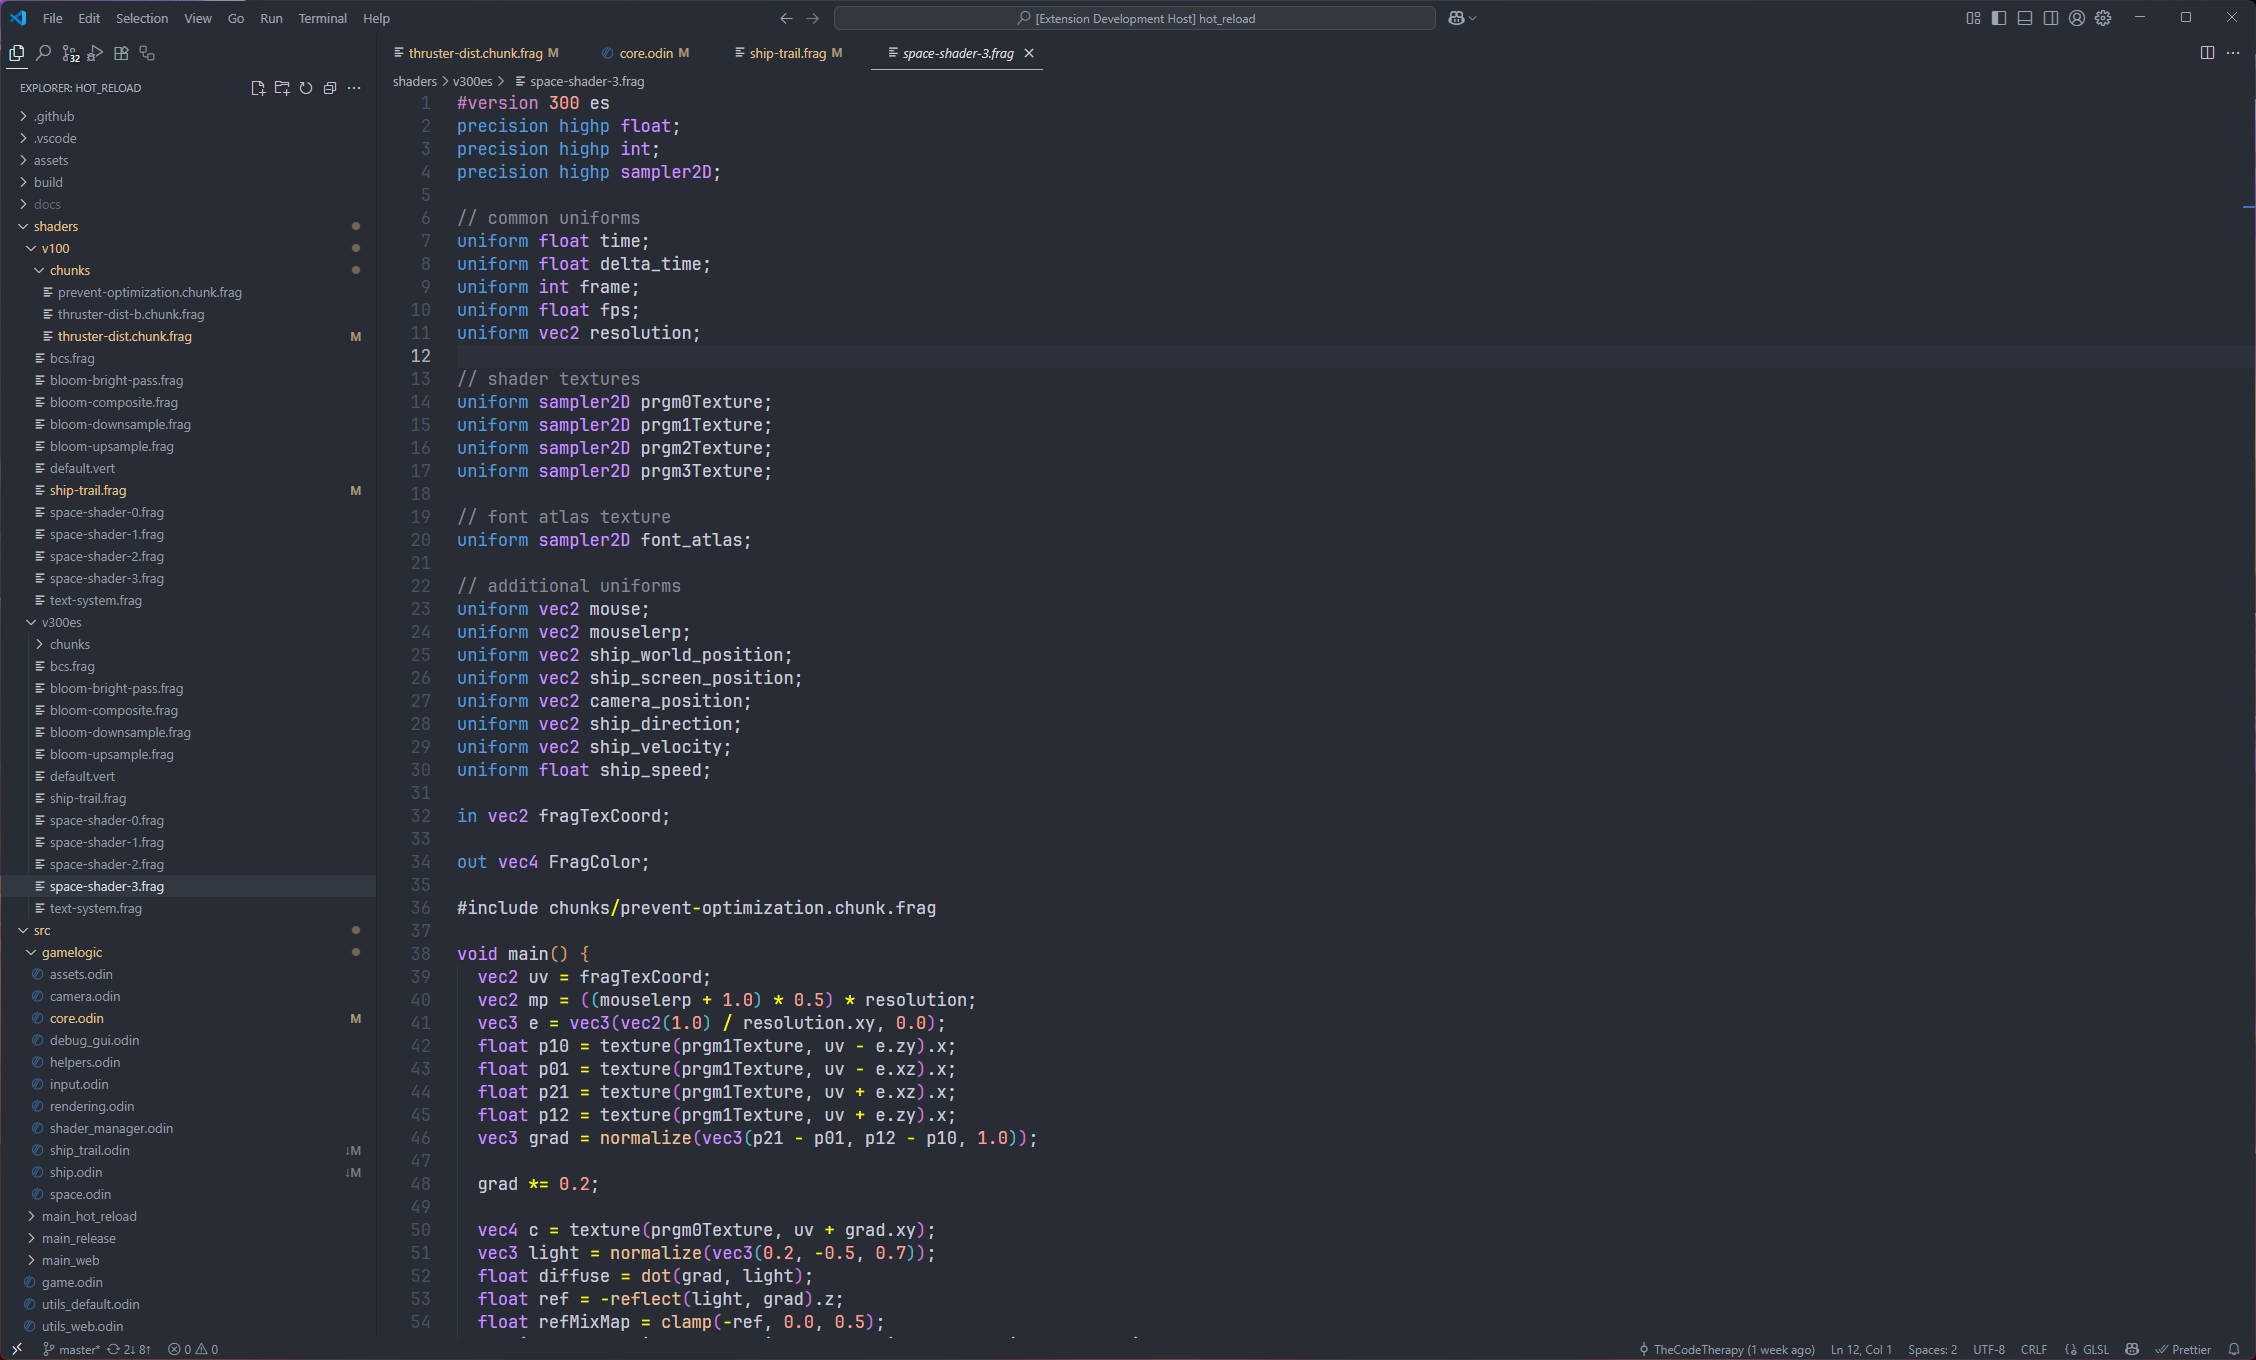 File Edit Selection View Go Run Terminal Help
[Extension Development Host] hot_reload
32
thruster-dist.chunk.frag M
core.odin M
ship-trail.frag M
space-shader-3.frag
EXPLORER: HOT_RELOAD
shaders > v300es > space-shader-3.frag
.github
.vscode
assets
build
docs
shaders
v100
chunks
prevent-optimization.chunk.frag
thruster-dist-b.chunk.frag
thruster-dist.chunk.frag M
bcs.frag
bloom-bright-pass.frag
bloom-composite.frag
bloom-downsample.frag
bloom-upsample.frag
default.vert
ship-trail.frag M
space-shader-0.frag
space-shader-1.frag
space-shader-2.frag
space-shader-3.frag
text-system.frag
v300es
chunks
bcs.frag
bloom-bright-pass.frag
bloom-composite.frag
bloom-downsample.frag
bloom-upsample.frag
default.vert
ship-trail.frag
space-shader-0.frag
space-shader-1.frag
space-shader-2.frag
space-shader-3.frag
text-system.frag
src
gamelogic
assets.odin
camera.odin
core.odin M
debug_gui.odin
helpers.odin
input.odin
rendering.odin
shader_manager.odin
ship_trail.odin ↓M
ship.odin ↓M
space.odin
main_hot_reload
main_release
main_web
game.odin
utils_default.odin
utils_web.odin
1 #version 300 es
2 precision highp float;
3 precision highp int;
4 precision highp sampler2D;
5
6 // common uniforms
7 uniform float time;
8 uniform float delta_time;
9 uniform int frame;
10 uniform float fps;
11 uniform vec2 resolution;
12
13 // shader textures
14 uniform sampler2D prgm0Texture;
15 uniform sampler2D prgm1Texture;
16 uniform sampler2D prgm2Texture;
17 uniform sampler2D prgm3Texture;
18
19 // font atlas texture
20 uniform sampler2D font_atlas;
21
22 // additional uniforms
23 uniform vec2 mouse;
24 uniform vec2 mouselerp;
25 uniform vec2 ship_world_position;
26 uniform vec2 ship_screen_position;
27 uniform vec2 camera_position;
28 uniform vec2 ship_direction;
29 uniform vec2 ship_velocity;
30 uniform float ship_speed;
31
32 in vec2 fragTexCoord;
33
34 out vec4 FragColor;
35
36 #include chunks/prevent-optimization.chunk.frag
37
38 void main() {
39 vec2 uv = fragTexCoord;
40 vec2 mp = ((mouselerp + 1.0) * 0.5) * resolution;
41 vec3 e = vec3(vec2(1.0) / resolution.xy, 0.0);
42 float p10 = texture(prgm1Texture, uv - e.zy).x;
43 float p01 = texture(prgm1Texture, uv - e.xz).x;
44 float p21 = texture(prgm1Texture, uv + e.xz).x;
45 float p12 = texture(prgm1Texture, uv + e.zy).x;
46 vec3 grad = normalize(vec3(p21 - p01, p12 - p10, 1.0));
47
48 grad *= 0.2;
49
50 vec4 c = texture(prgm0Texture, uv + grad.xy);
51 vec3 light = normalize(vec3(0.2, -0.5, 0.7));
52 float diffuse = dot(grad, light);
53 float ref = -reflect(light, grad).z;
54 float refMixMap = clamp(-ref, 0.0, 0.5);
master* 2↓ 8↑ 0 0
TheCodeTherapy (1 week ago) Ln 12, Col 1 Spaces: 2 UTF-8 CRLF GLSL Prettier